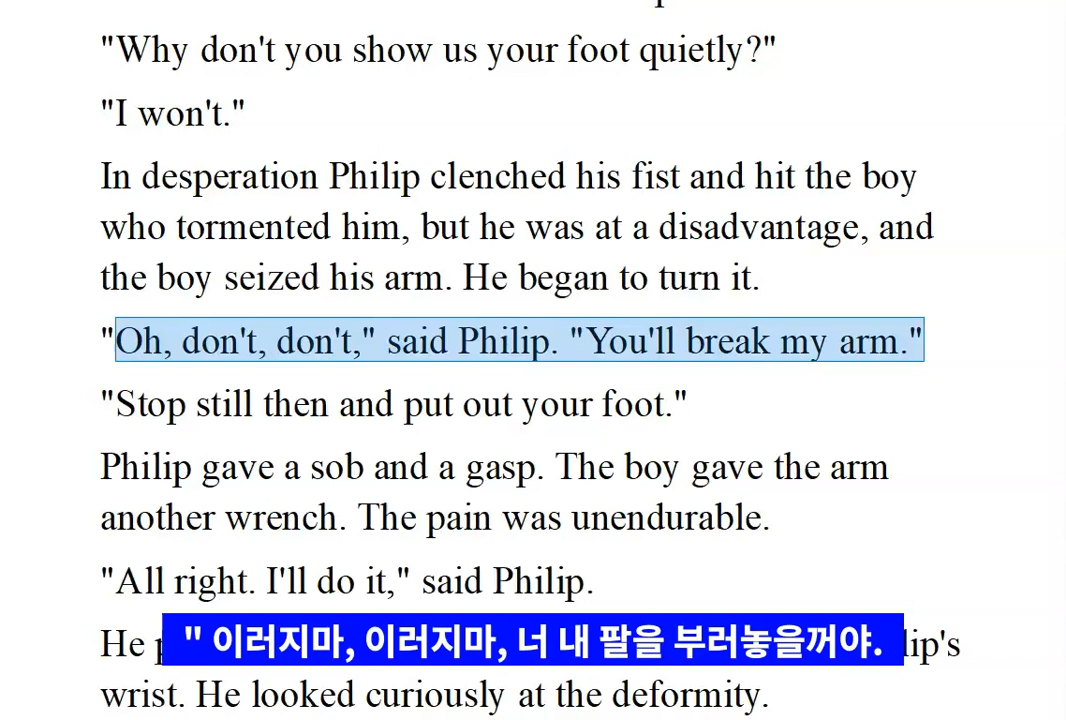 "Why don't you show us your foot quietly?"
"I won't."
In desperation Philip clenched his fist and hit the boy
who tormented him, but he was at a disadvantage, and
the boy seized his arm. He began to turn it.
"Oh, don't, don't," said Philip. "You'll break my arm."
"Stop still then and put out your foot."
Philip gave a sob and a gasp. The boy gave the arm
another wrench. The pain was unendurable.
"All right. I'll do it," said Philip.
He
" 이러지마, 이러지마, 너 내 팔을 부러놓을꺼야.
wrist. He looked curiously at the deformity.